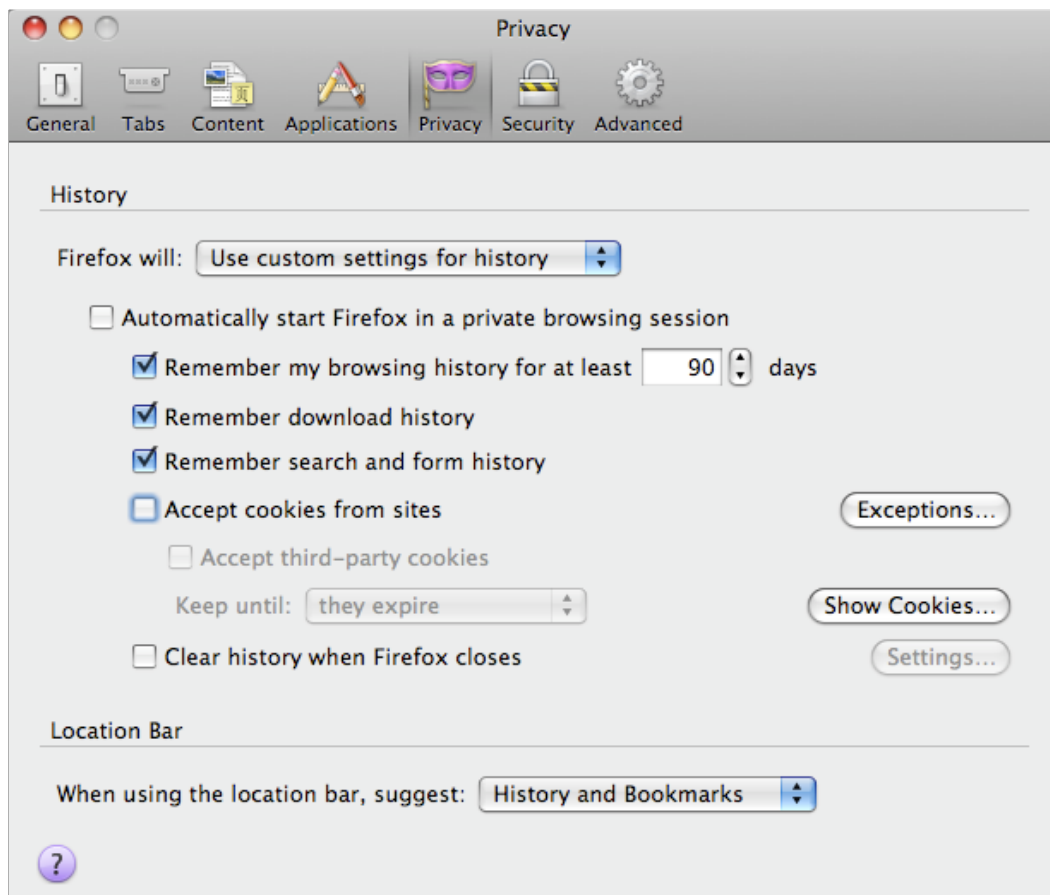 Privacy
General Tabs Content Applications Privacy Security Advanced
History
Firefox will: Use custom settings for history
Automatically start Firefox in a private browsing session
Remember my browsing history for at least 90 days
Remember download history
Remember search and form history
Accept cookies from sites Exceptions...
Accept third-party cookies
Keep until: they expire Show Cookies...
Clear history when Firefox closes Settings...
Location Bar
When using the location bar, suggest: History and Bookmarks
?